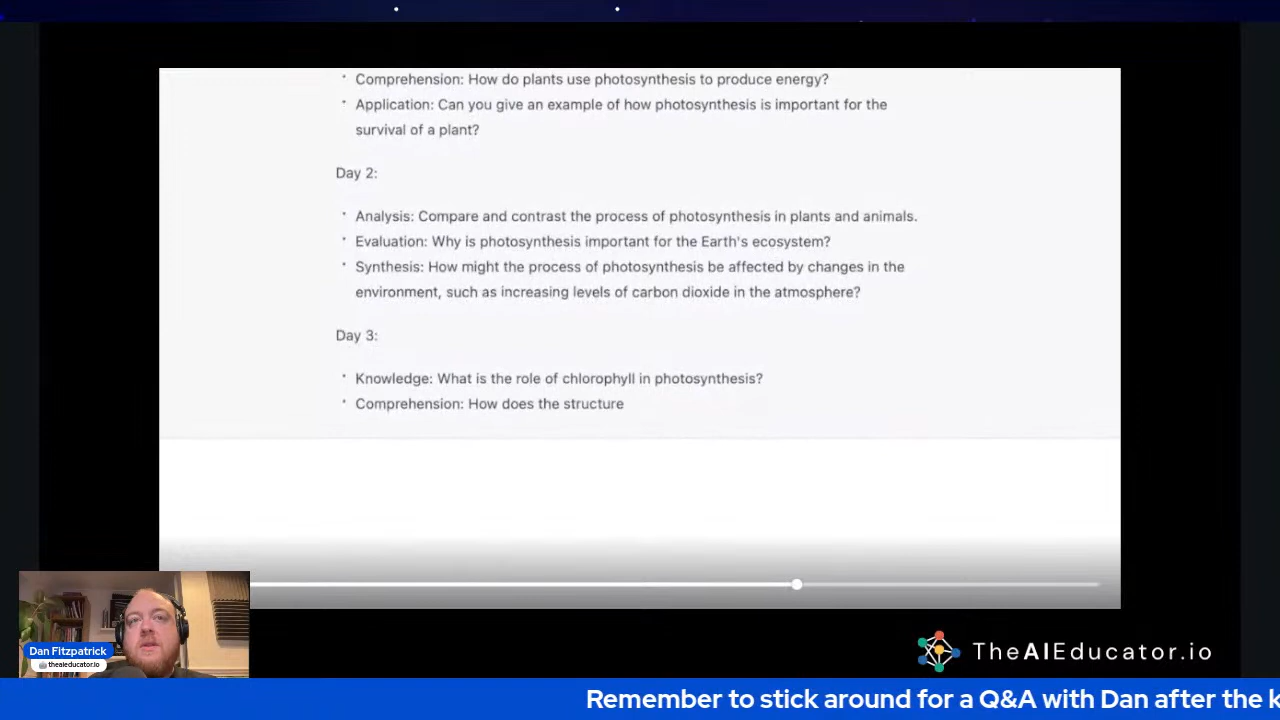 Comprehension: How do plants use photosynthesis to produce energy?
Application: Can you give an example of how photosynthesis is important for the
survival of a plant?
Day 2:
Analysis: Compare and contrast the process of photosynthesis in plants and animals.
Evaluation: Why is photosynthesis important for the Earth's ecosystem?
Synthesis: How might the process of photosynthesis be affected by changes in the
environment, such as increasing levels of carbon dioxide in the atmosphere?
Day 3:
Knowledge: What is the role of chlorophyll in photosynthesis?
Comprehension: How does the structure
Dan Fitzpatrick
theaieducator.io
TheAIEducator.io
Remember to stick around for a Q&A with Dan after the k